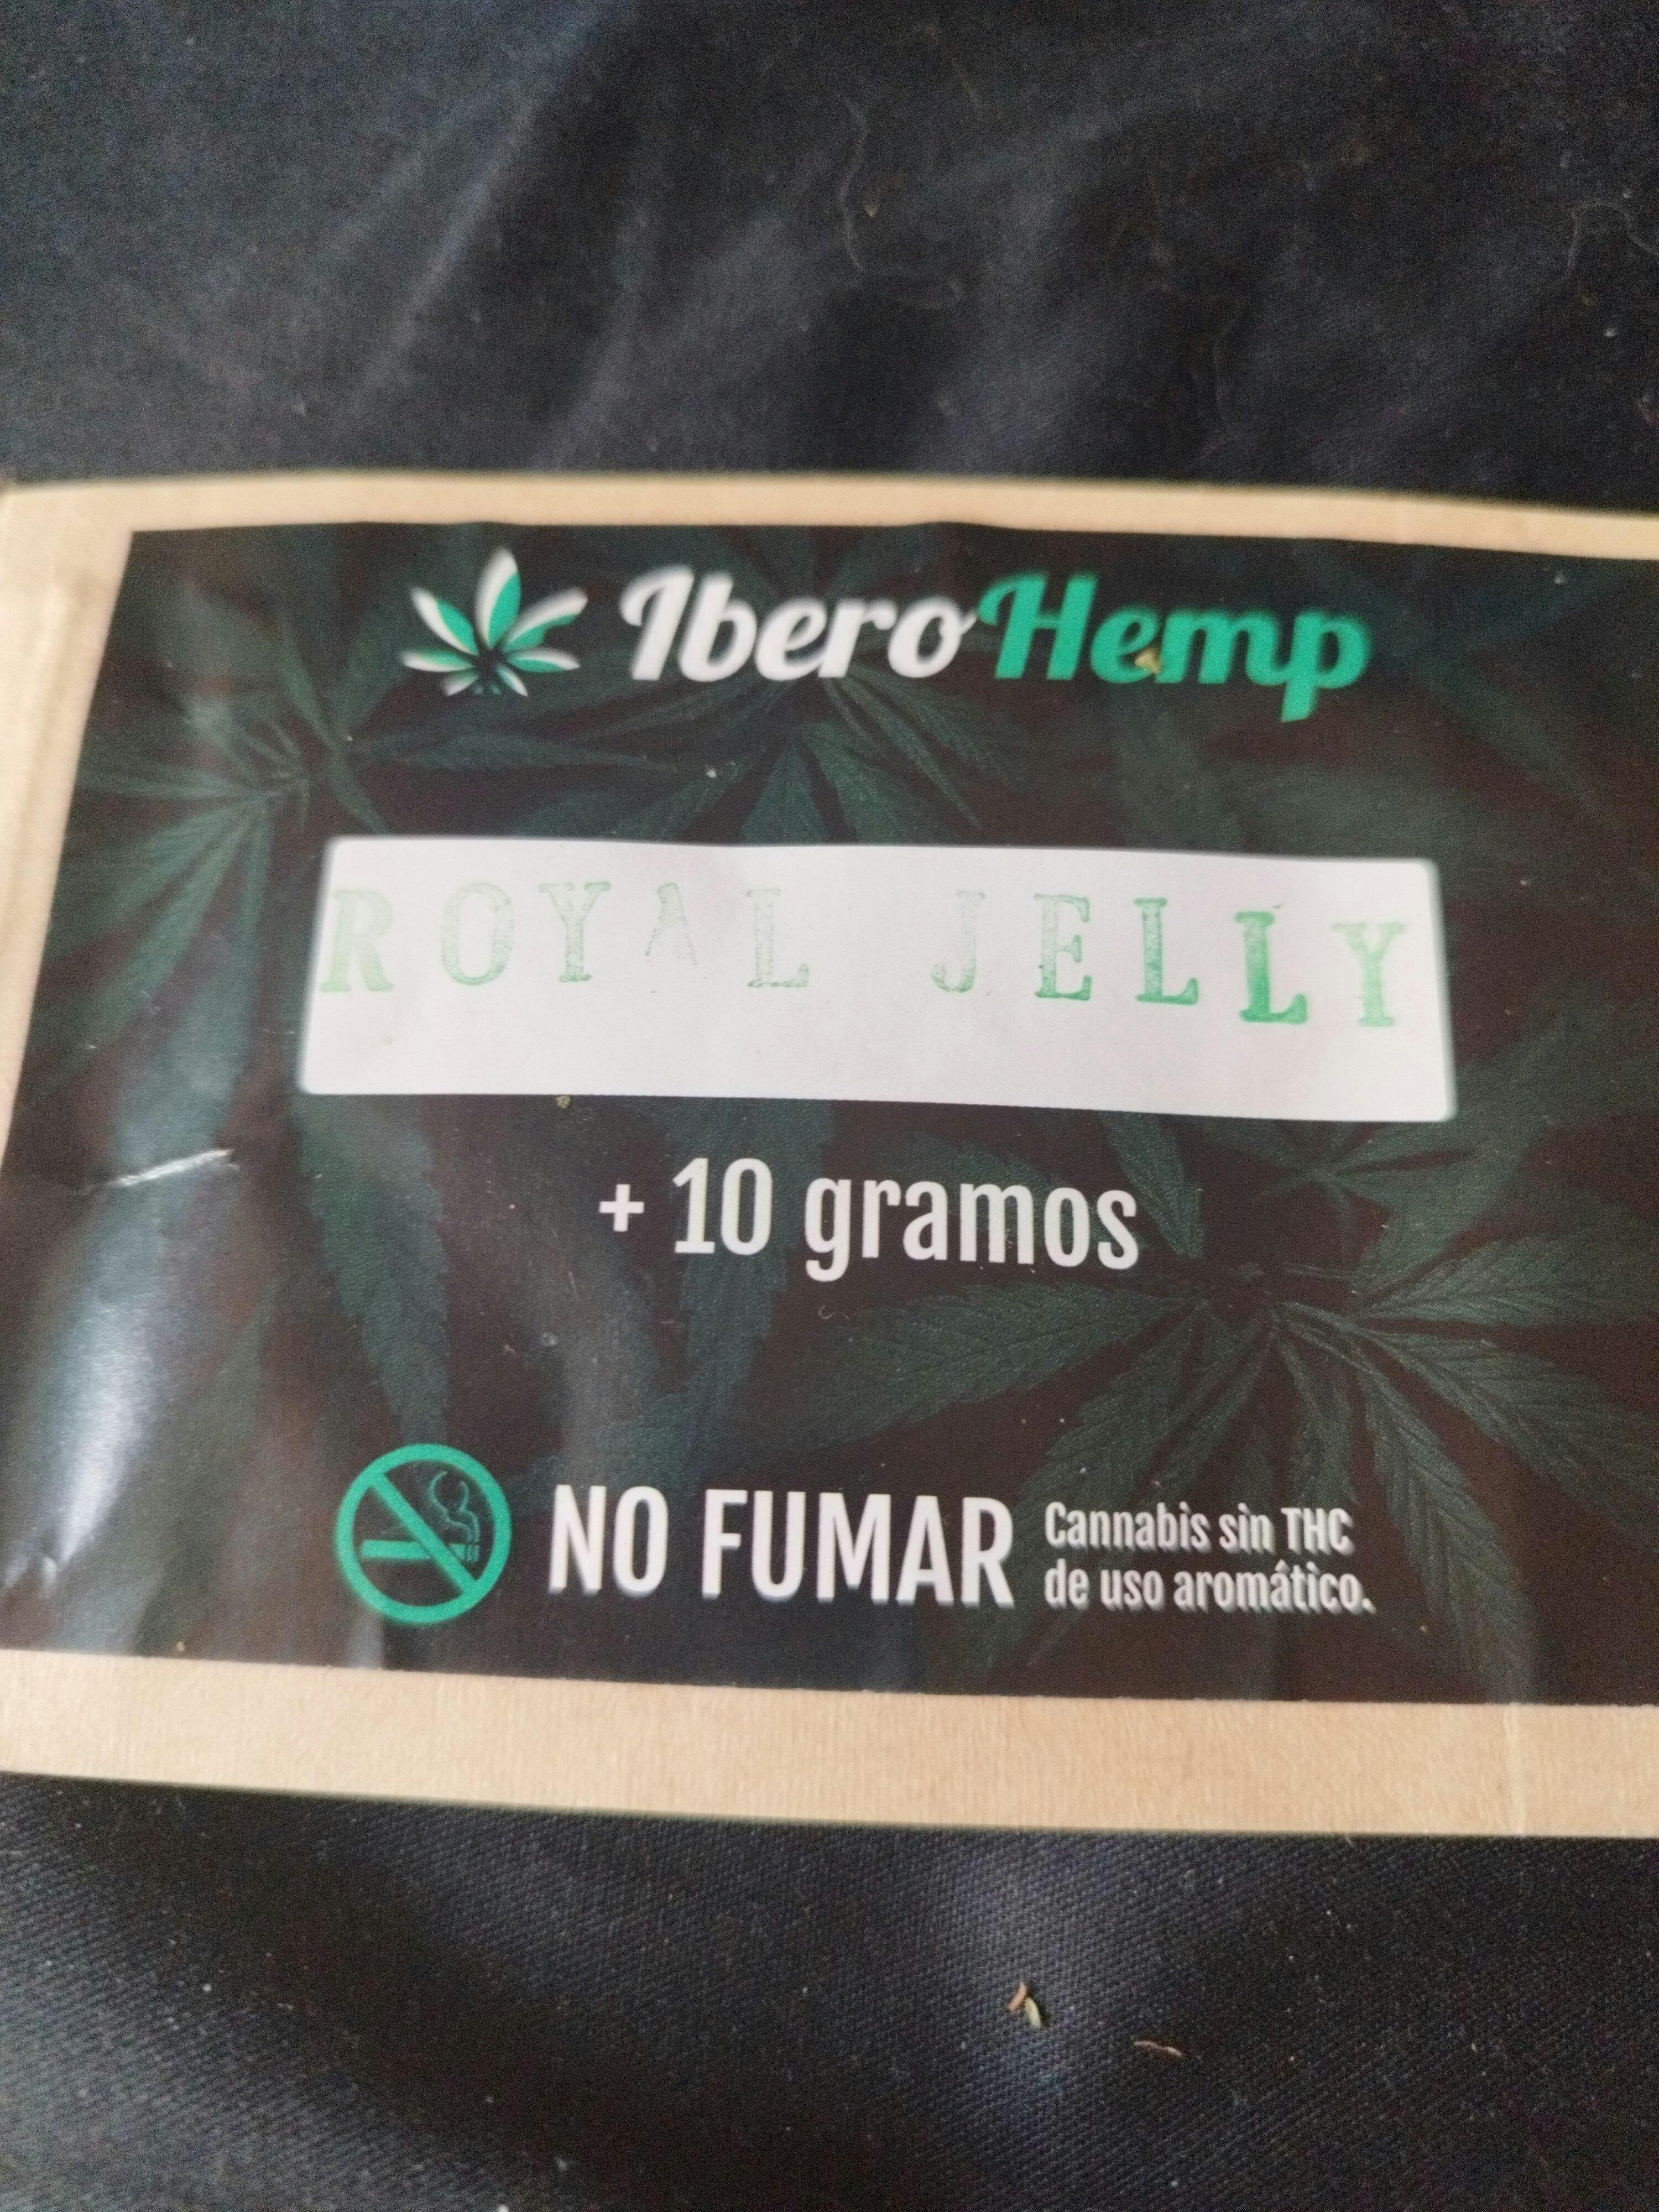 IberoHemp
ROYAL JELLY
+ 10 gramos
NO FUMAR
Cannabis sin THC
de uso aromático.